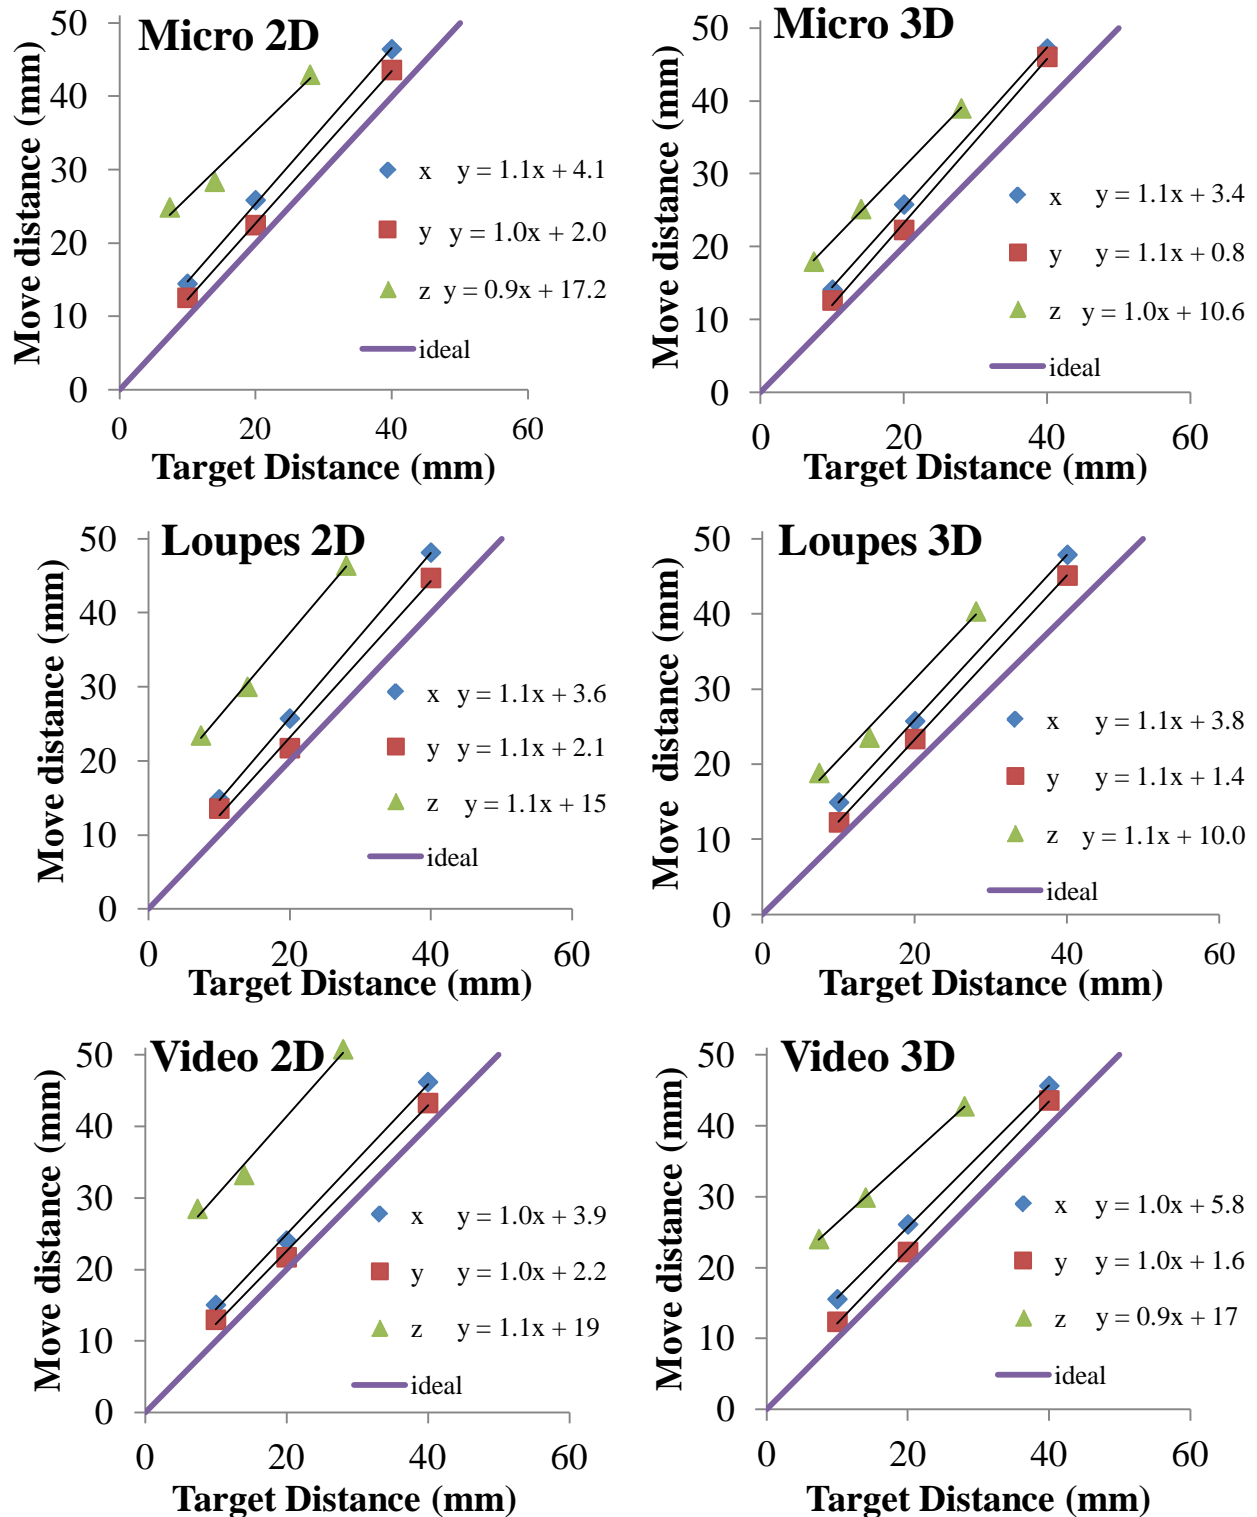 Micro 2D
Move distance (mm)
50
40
30
20
10
0
x y = 1.1x + 4.1
y y = 1.0x + 2.0
z y = 0.9x + 17.2
ideal
0 20 40 60
Target Distance (mm)
Micro 3D
Move distance (mm)
50
40
30
20
10
0
x y = 1.1x + 3.4
y y = 1.1x + 0.8
z y = 1.0x + 10.6
ideal
0 20 40 60
Target Distance (mm)
Loupes 2D
Move distance (mm)
50
40
30
20
10
0
x y = 1.1x + 3.6
y y = 1.1x + 2.1
z y = 1.1x + 15
ideal
0 20 40 60
Target Distance (mm)
Loupes 3D
Move distance (mm)
50
40
30
20
10
0
x y = 1.1x + 3.8
y y = 1.1x + 1.4
z y = 1.1x + 10.0
ideal
0 20 40 60
Target Distance (mm)
Video 2D
Move distance (mm)
50
40
30
20
10
0
x y = 1.0x + 3.9
y y = 1.0x + 2.2
z y = 1.1x + 19
ideal
0 20 40 60
Target Distance (mm)
Video 3D
Move distance (mm)
50
40
30
20
10
0
x y = 1.0x + 5.8
y y = 1.0x + 1.6
z y = 0.9x + 17
ideal
0 20 40 60
Target Distance (mm)